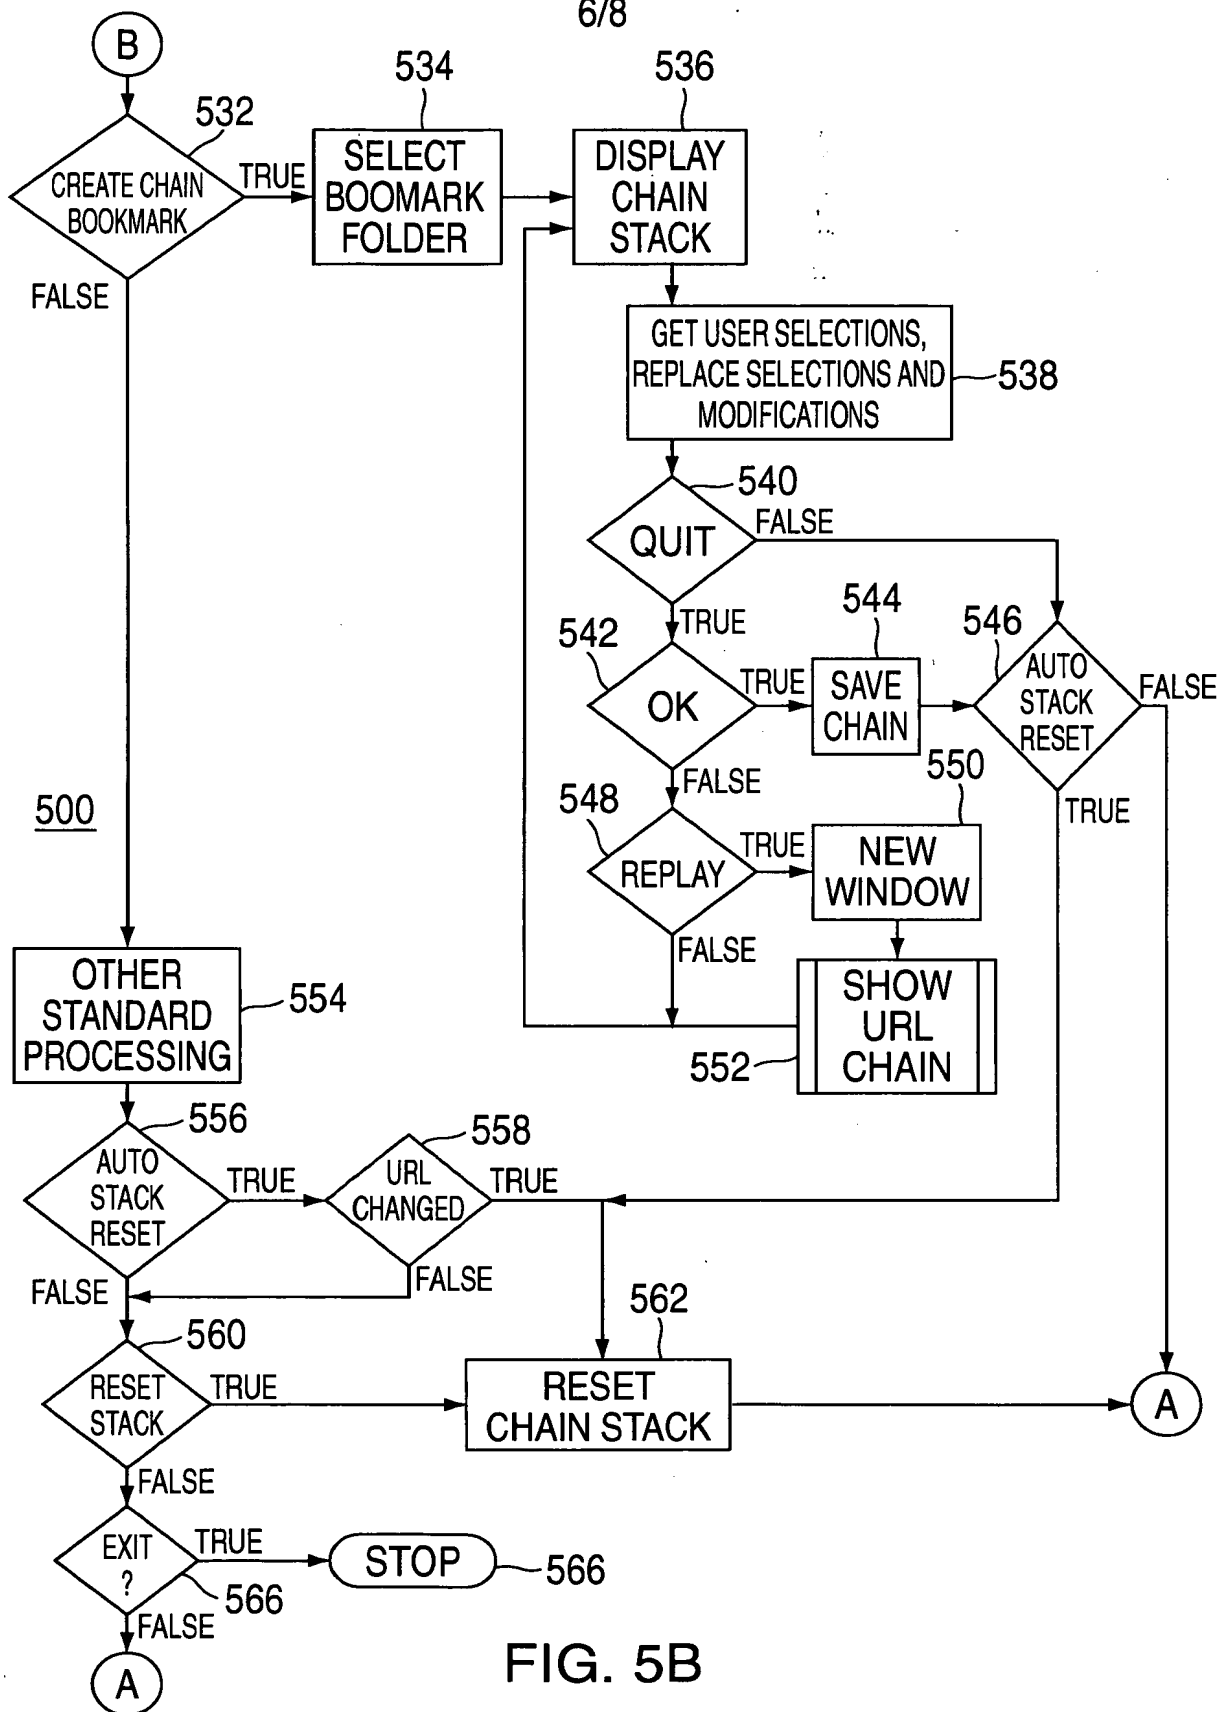 6/8
B
532
534
536
CREATE CHAIN
BOOKMARK
TRUE
FALSE
SELECT
BOOMARK
FOLDER
DISPLAY
CHAIN
STACK
GET USER SELECTIONS,
REPLACE SELECTIONS AND
MODIFICATIONS
538
540
QUIT
FALSE
TRUE
542
OK
TRUE
FALSE
544
SAVE
CHAIN
546
AUTO
STACK
RESET
FALSE
TRUE
548
REPLAY
TRUE
FALSE
550
NEW
WINDOW
552
SHOW
URL
CHAIN
500
OTHER
STANDARD
PROCESSING
554
556
AUTO
STACK
RESET
TRUE
FALSE
558
URL
CHANGED
TRUE
FALSE
560
RESET
STACK
TRUE
FALSE
562
RESET
CHAIN STACK
A
EXIT
?
566
TRUE
FALSE
STOP
566
A
FIG. 5B